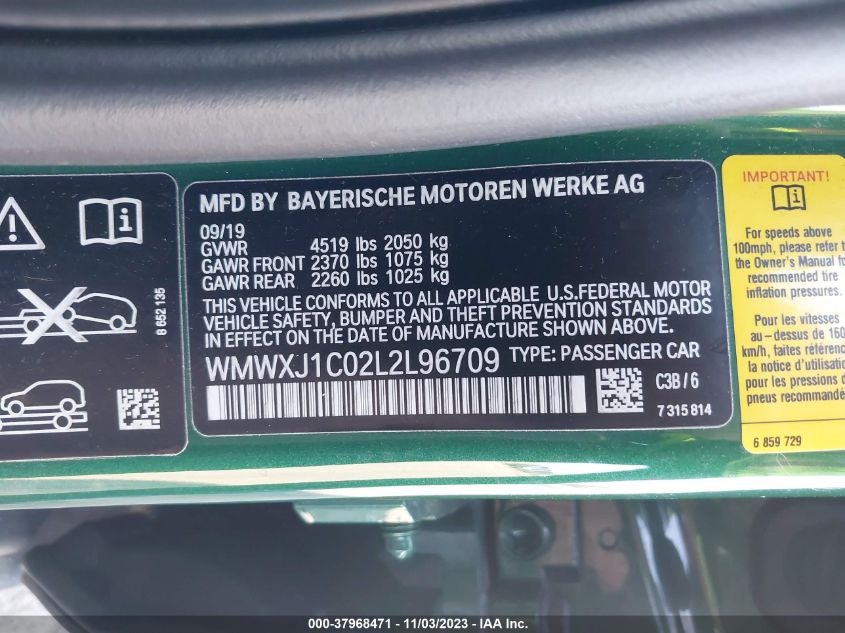 MFD BY BAYERISCHE MOTOREN WERKE AG
09/19
GVWR 4519 lbs 2050 kg
GAWR FRONT 2370 lbs 1075 kg
GAWR REAR 2260 lbs 1025 kg
THIS VEHICLE CONFORMS TO ALL APPLICABLE U.S.FEDERAL MOTOR
VEHICLE SAFETY, BUMPER AND THEFT PREVENTION STANDARDS
IN EFFECT ON THE DATE OF MANUFACTURE SHOWN ABOVE.
WMWXJ1C02L2L96709 TYPE: PASSENGER CAR
C3B / 6
7 315 814
8 652 135
IMPORTANT!
For speeds above
100mph, please refer t
the Owner's Manual fo
recommended tire
inflation pressures.
Pour les vitesses
au-dessus de 160
km/h, faites référenc
la notice d'utilisation
pour les pressions d
pneus recommandé
6 859 729
000-37968471 - 11/03/2023 - IAA Inc.